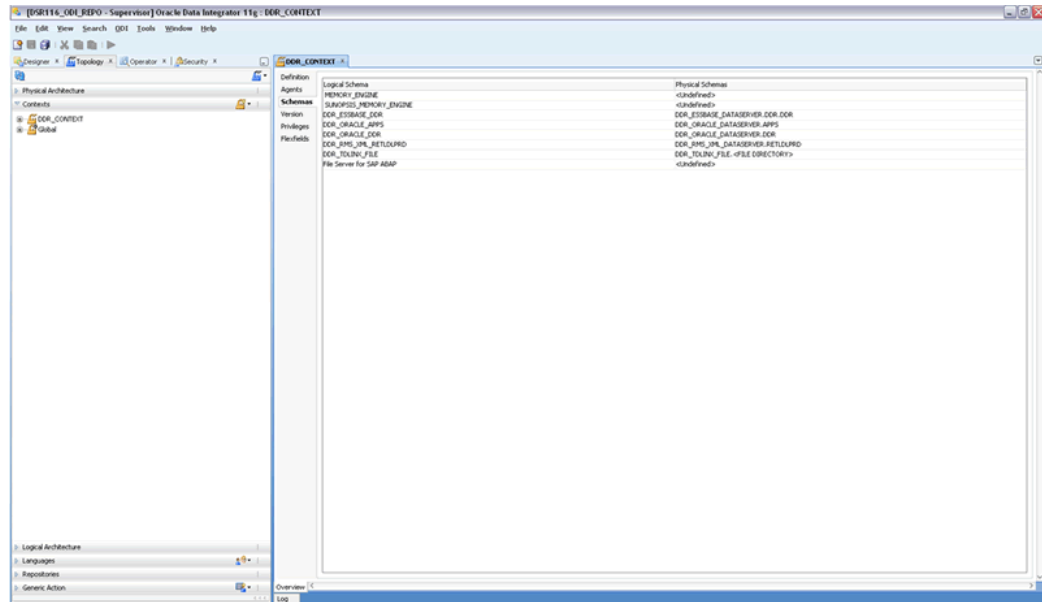 [DSR116_ODI_REPO - Supervisor] Oracle Data Integrator 11g : DDR_CONTEXT
File Edit View Search ODI Tools Window Help
Designer Topology Operator Security
DDR_CONTEXT
Physical Architecture
Contexts
DDR_CONTEXT
Global
Definition
Agents
Schemas
Version
Privileges
Flexfields
Logical Schema Physical Schemas
MEMORY_ENGINE <Undefined>
SUNOPSIS_MEMORY_ENGINE <Undefined>
DDR_ESSBASE_DDR DDR_ESSBASE_DATASERVER.DDR.DDR
DDR_ORACLE_APPS DDR_ORACLE_DATASERVER.APPS
DDR_ORACLE_DDR DDR_ORACLE_DATASERVER.DDR
DDR_RMS_XML_RETLDLPRD DDR_RMS_XML_DATASERVER.RETLDLPRD
DDR_TDLINX_FILE DDR_TDLINX_FILE.<FILE DIRECTORY>
File Server for SAP ABAP <Undefined>
Logical Architecture
Languages
Repositories
Generic Action
Overview
Log